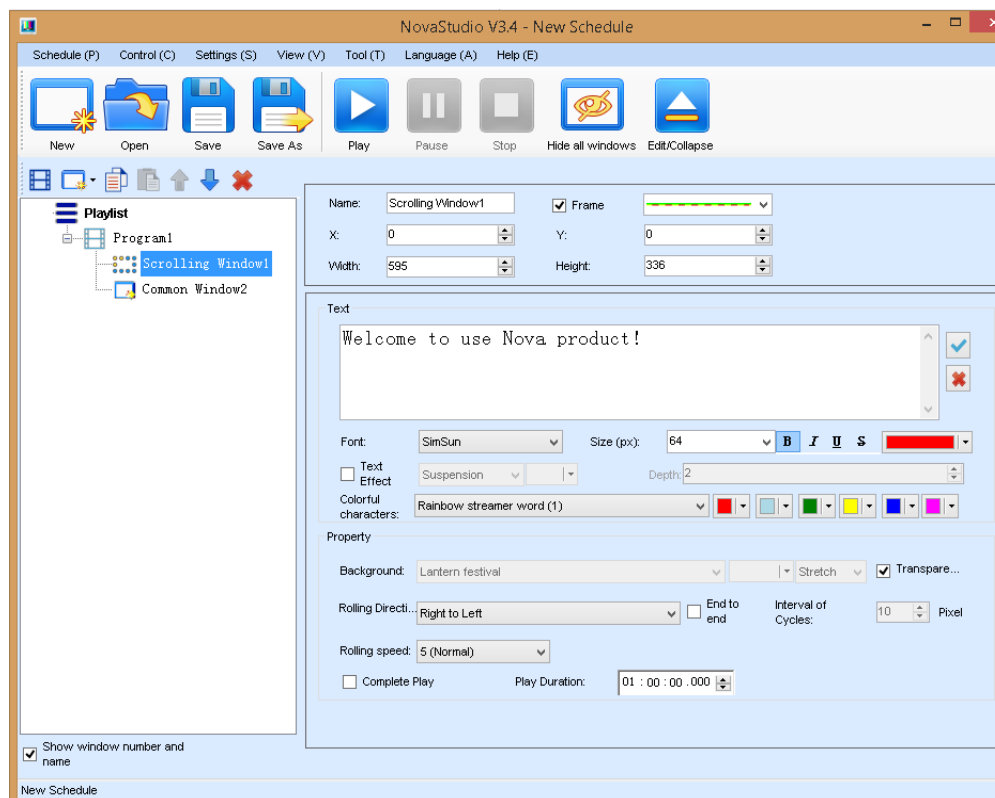 NovaStudio V3.4 - New Schedule
Schedule (P) Control (C) Settings (S) View (V) Tool (T) Language (A) Help (E)
New Open Save Save As Play Pause Stop Hide all windows Edit/Collapse
Playlist
Program1
Scrolling Window1
Common Window2
Name: Scrolling Window1 Frame
X: 0 Y: 0
Width: 595 Height: 336
Text
Welcome to use Nova product!
Font: SimSun Size (px): 64 B I U S
Text Effect Suspension Depth: 2
Colorful characters: Rainbow streamer word (1)
Property
Background: Lantern festival Stretch Transpare...
Rolling Directi... Right to Left End to end Interval of Cycles: 10 Pixel
Rolling speed: 5 (Normal)
Complete Play Play Duration: 01 : 00 : 00 .000
Show window number and name
New Schedule